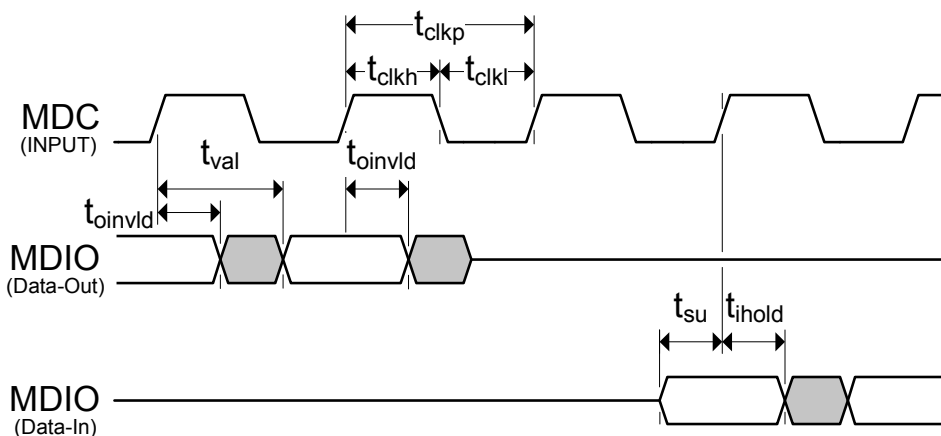 tclkp
tclkh tclkl
MDC
(INPUT)
tval
toinvld
toinvld
MDIO
(Data-Out)
tsu tihold
MDIO
(Data-In)